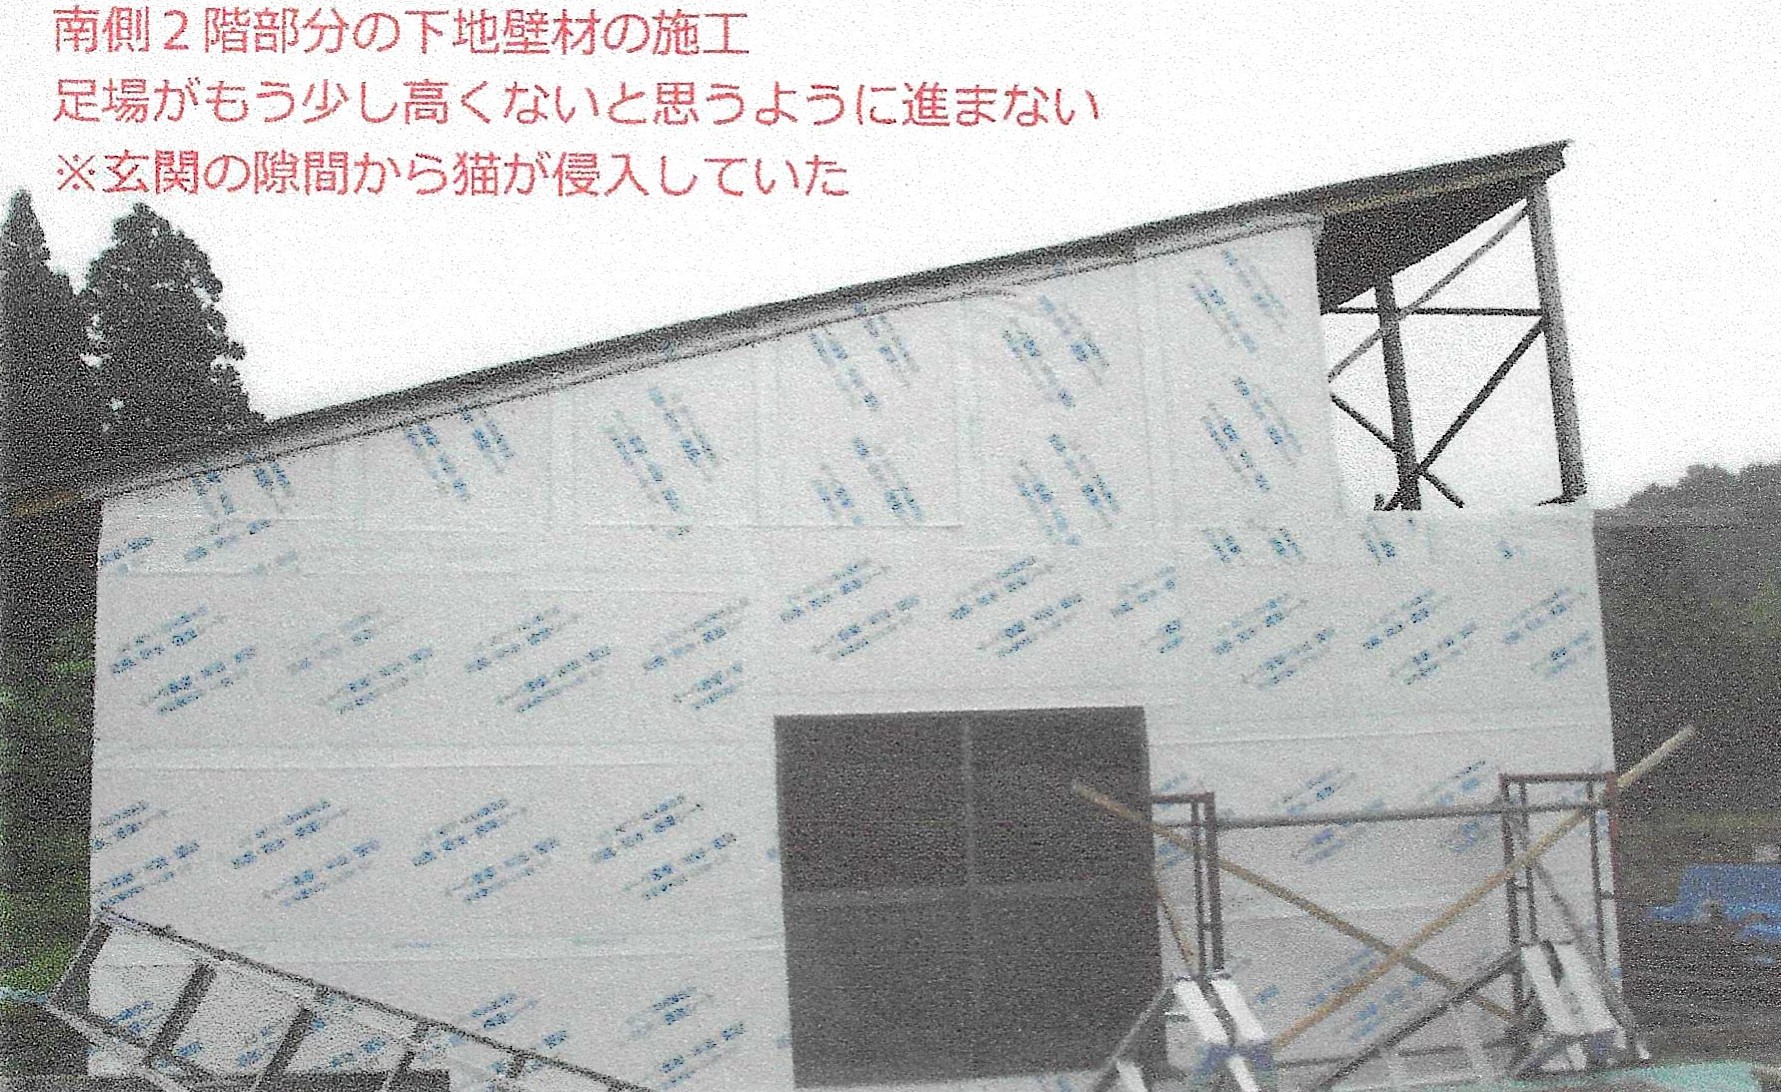 南側２階部分の下地壁材の施工
足場がもう少し高くないと思うように進まない
※玄関の隙間から猫が侵入していた